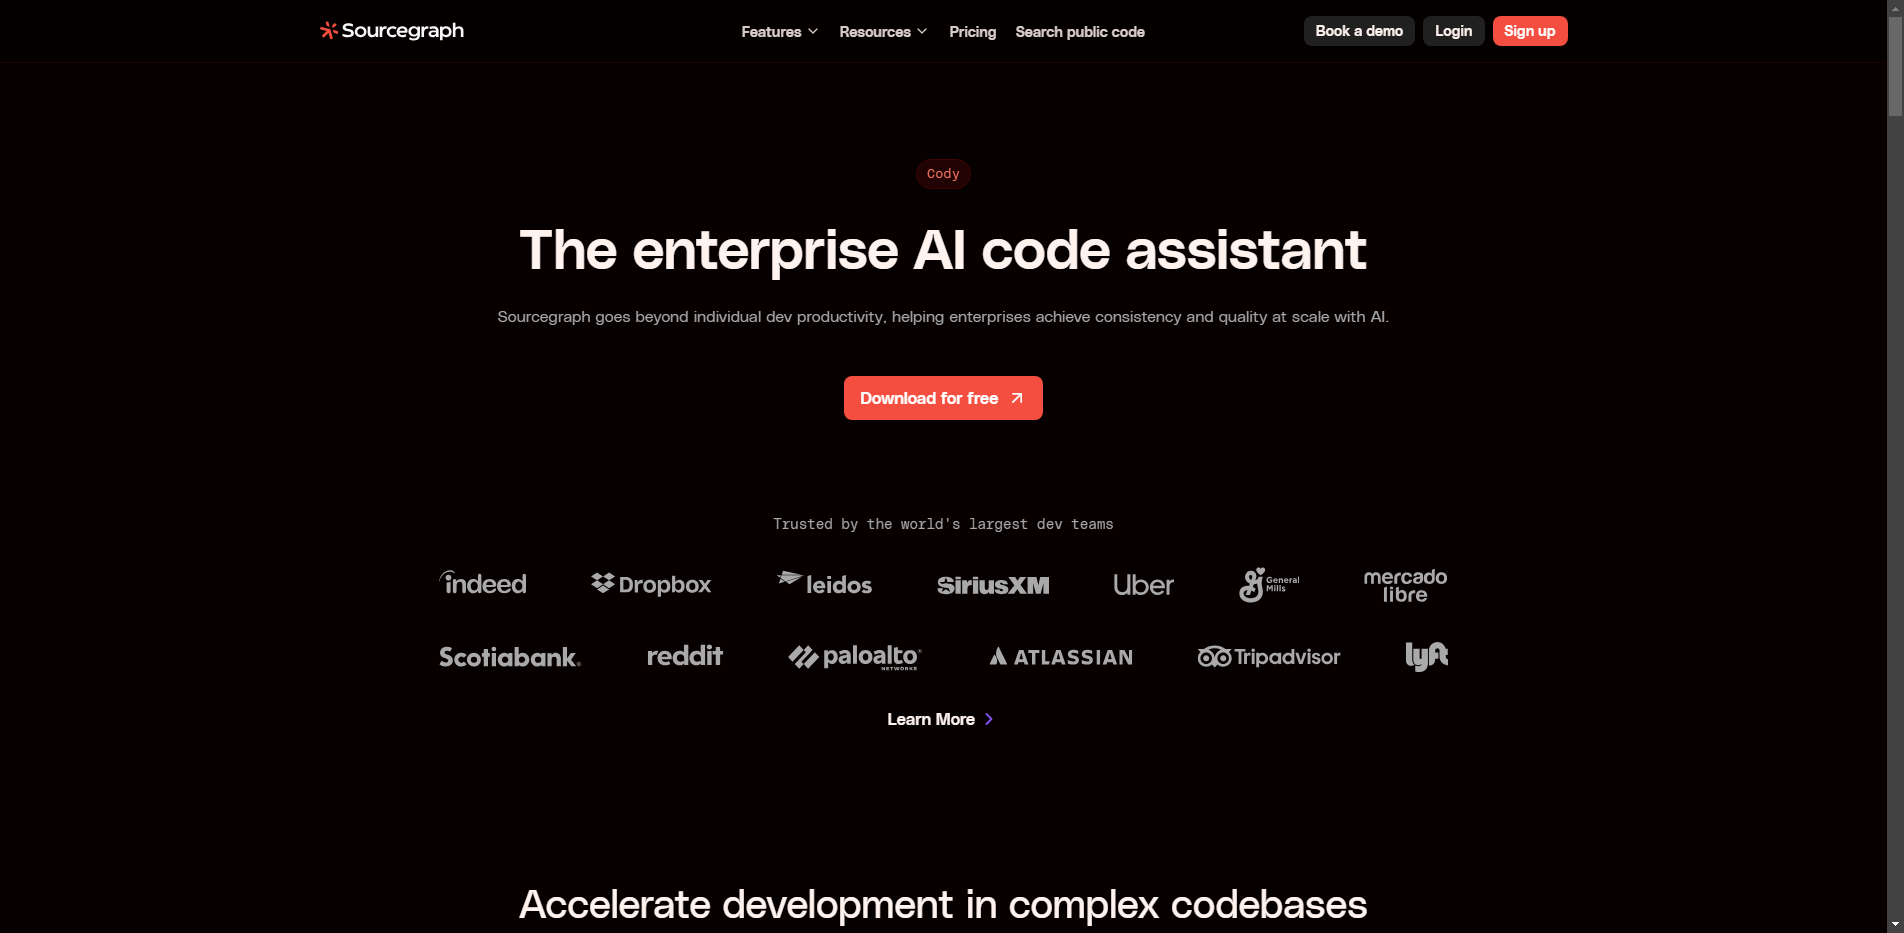 Sourcegraph
Features
Resources
Pricing
Search public code
Book a demo
Login
Sign up
Cody
The enterprise AI code assistant
Sourcegraph goes beyond individual dev productivity, helping enterprises achieve consistency and quality at scale with AI.
Download for free
Trusted by the world's largest dev teams
indeed
Dropbox
leidos
SiriusXM
Uber
General
Mills
mercado
libre
Scotiabank®
reddit
paloalto
NETWORKS
ATLASSIAN
Tripadvisor
lyft
Learn More
Accelerate development in complex codebases